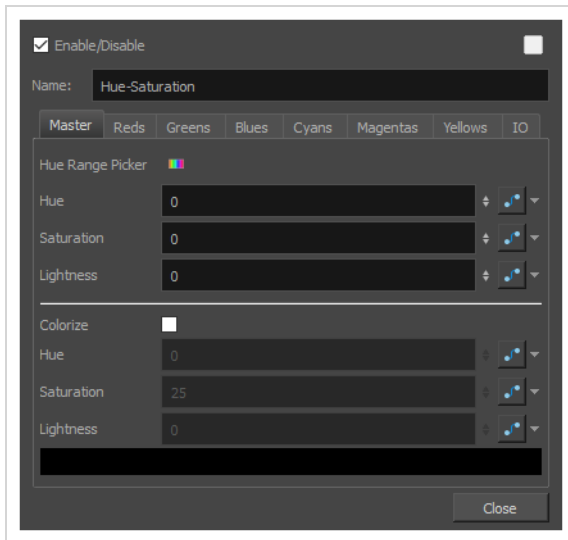 Enable/Disable
Name: Hue-Saturation
Master Reds Greens Blues Cyans Magentas Yellows IO
Hue Range Picker
Hue 0
Saturation 0
Lightness 0
Colorize
Hue 0
Saturation 25
Lightness 0
Close